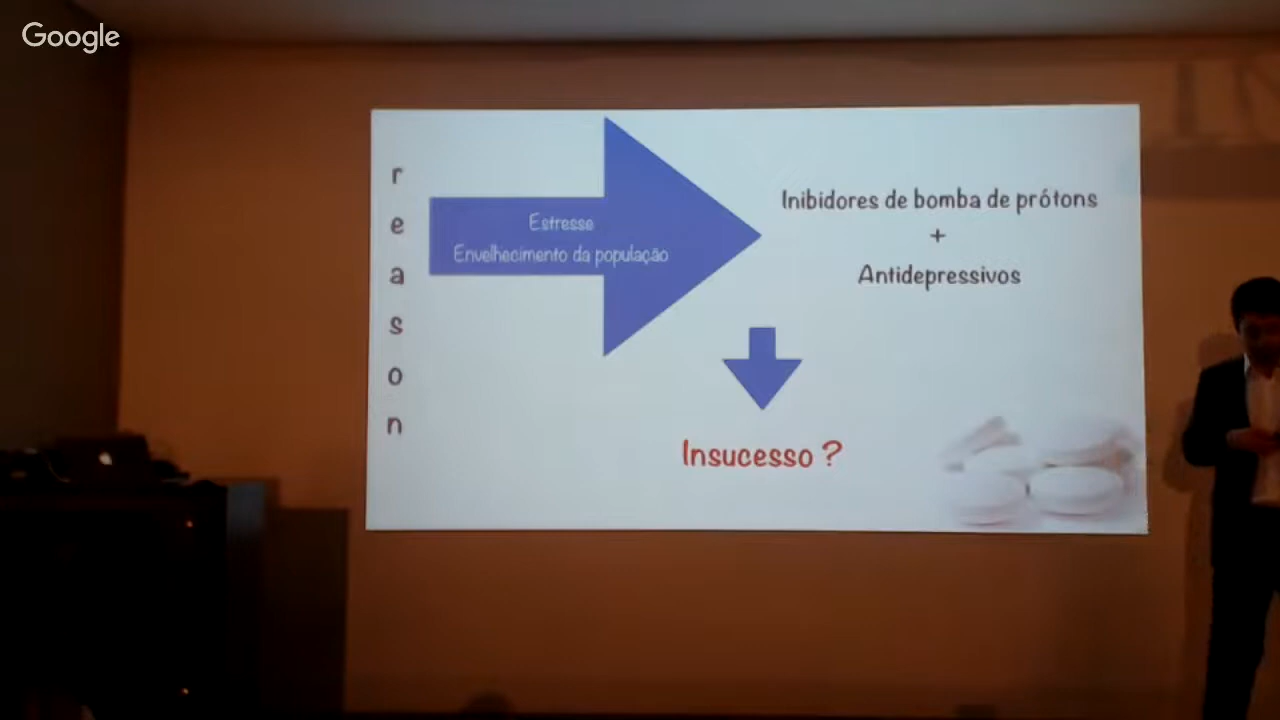 Google
r
e
a
s
o
n
Estresse
Envelhecimento da população
Inibidores de bomba de prótons
+
Antidepressivos
Insucesso ?